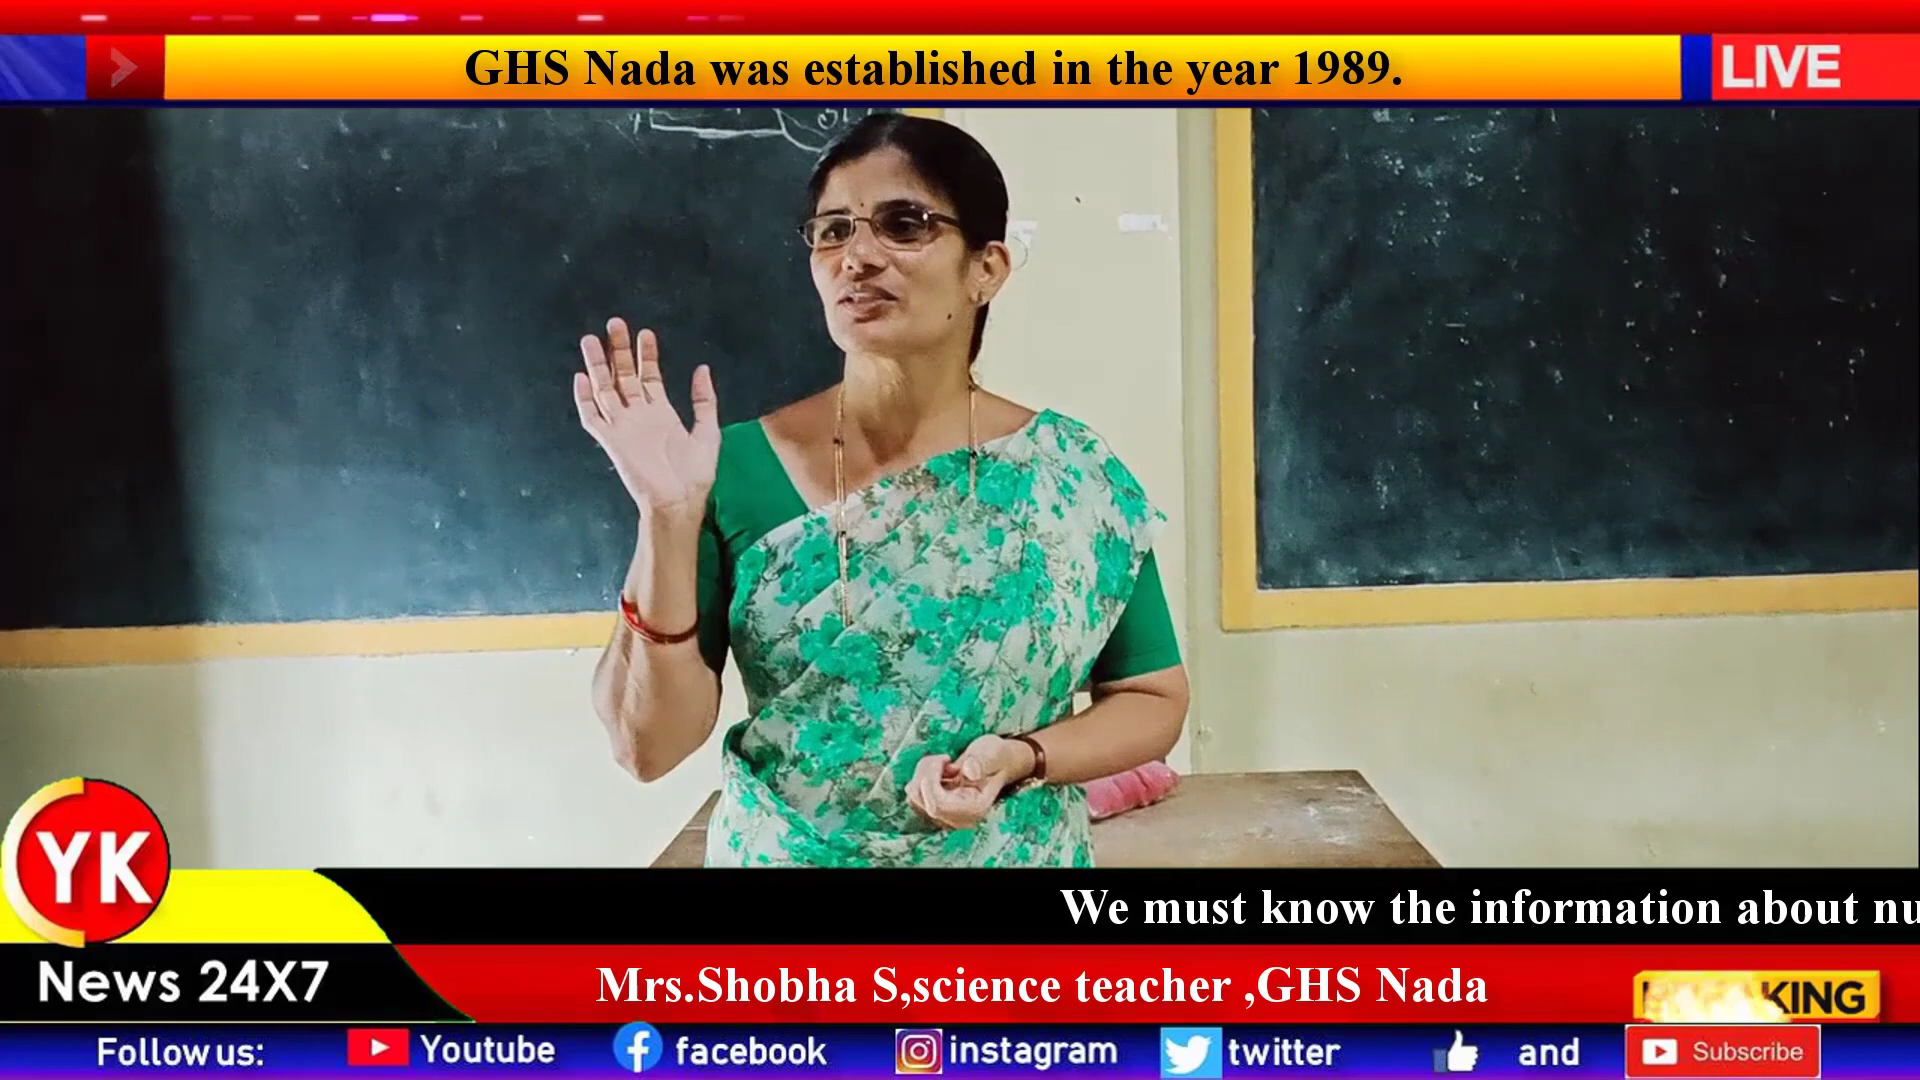 GHS Nada was established in the year 1989.
LIVE
YK
We must know the information about
News 24X7
Mrs.Shobha S,science teacher ,GHS Nada
Follow us:
Youtube
facebook
instagram
twitter
and
Subscribe